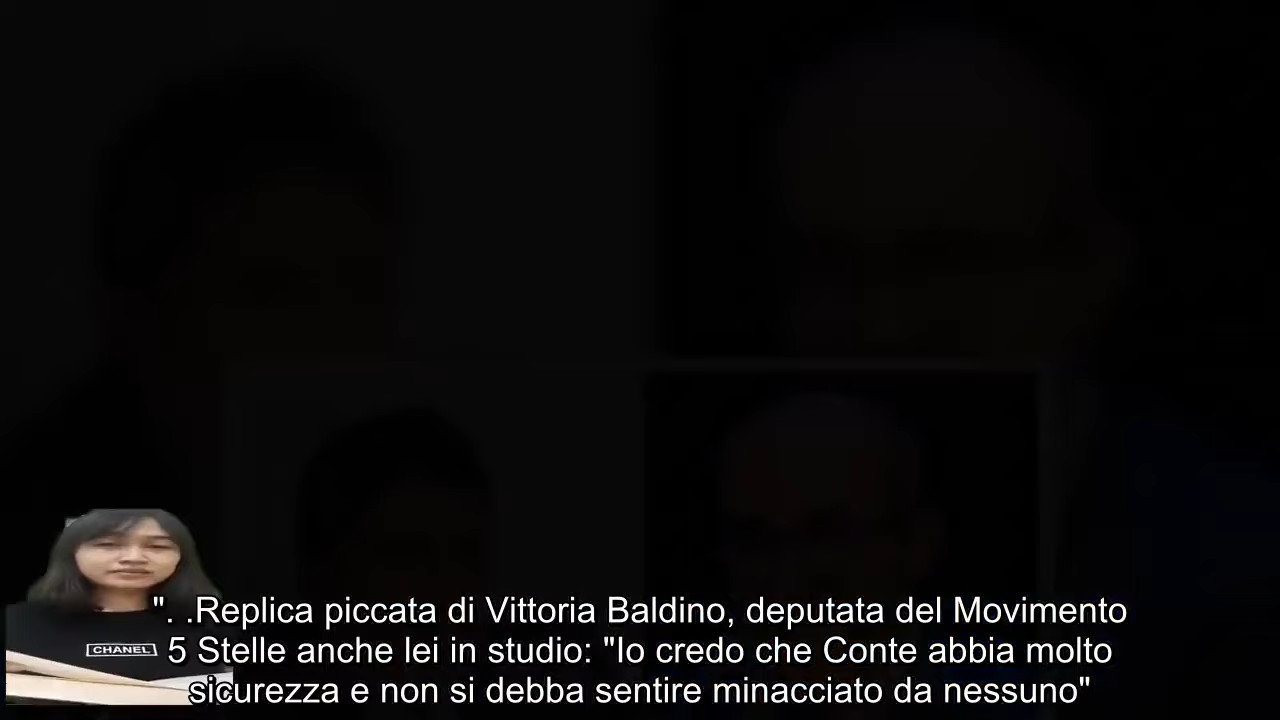 ". .Replica piccata di Vittoria Baldino, deputata del Movimento
5 Stelle anche lei in studio: "Io credo che Conte abbia molto
sicurezza e non si debba sentire minacciato da nessuno"
CHANEL